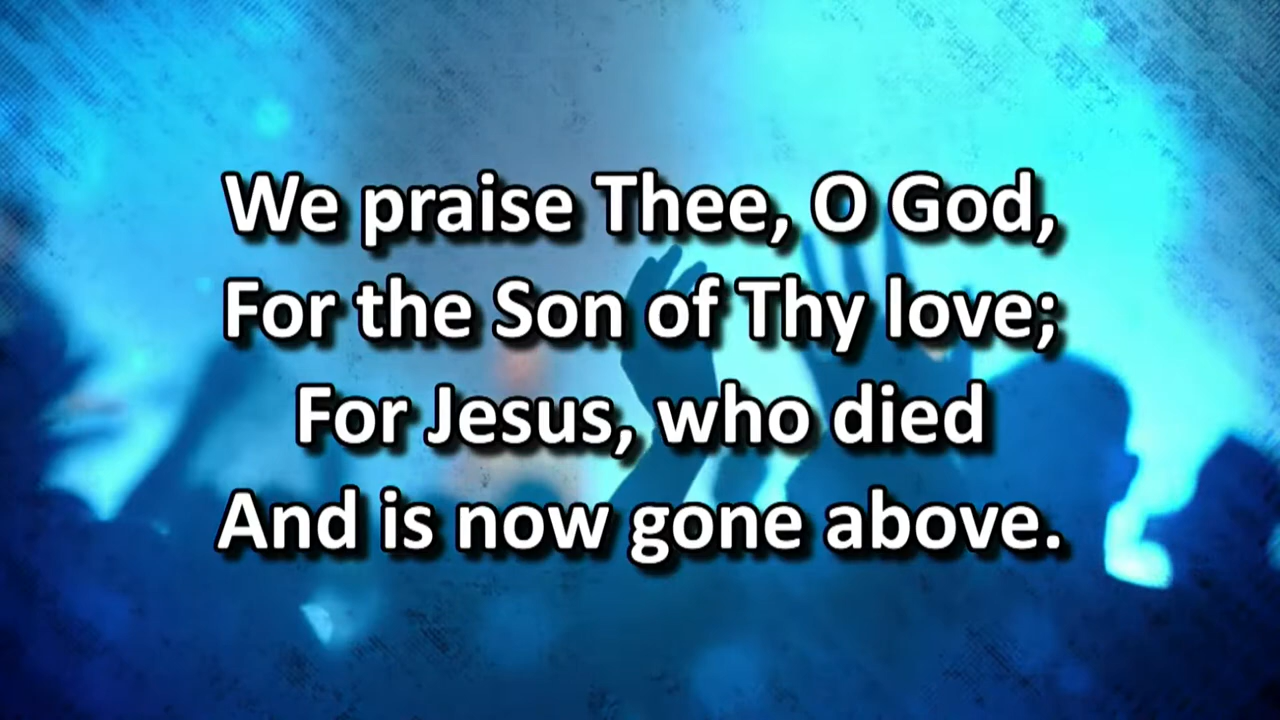 We praise Thee, O God,
For the Son of Thy love;
For Jesus, who died
And is now gone above.